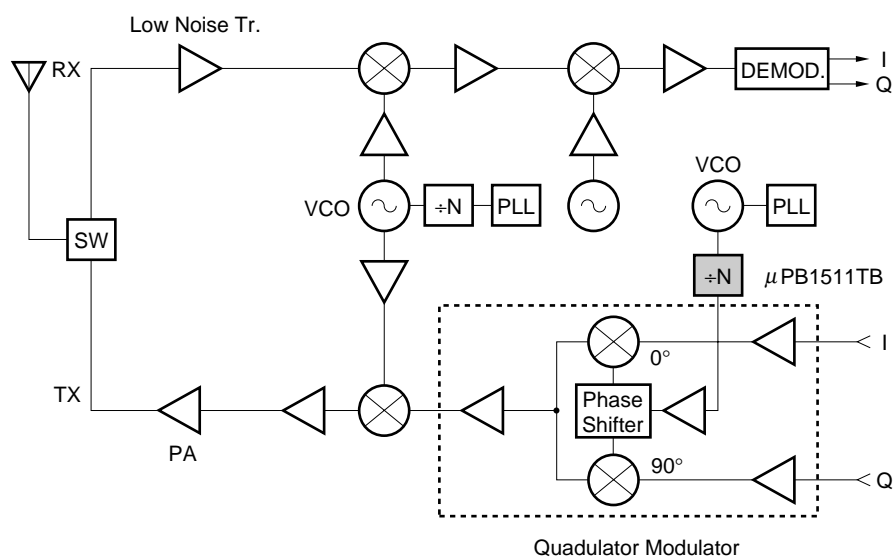 Low Noise Tr.
RX
DEMOD.
I
Q
VCO
÷N
PLL
VCO
PLL
SW
÷N
μPB1511TB
I
0°
TX
PA
Phase
Shifter
90°
Q
Quadulator Modulator